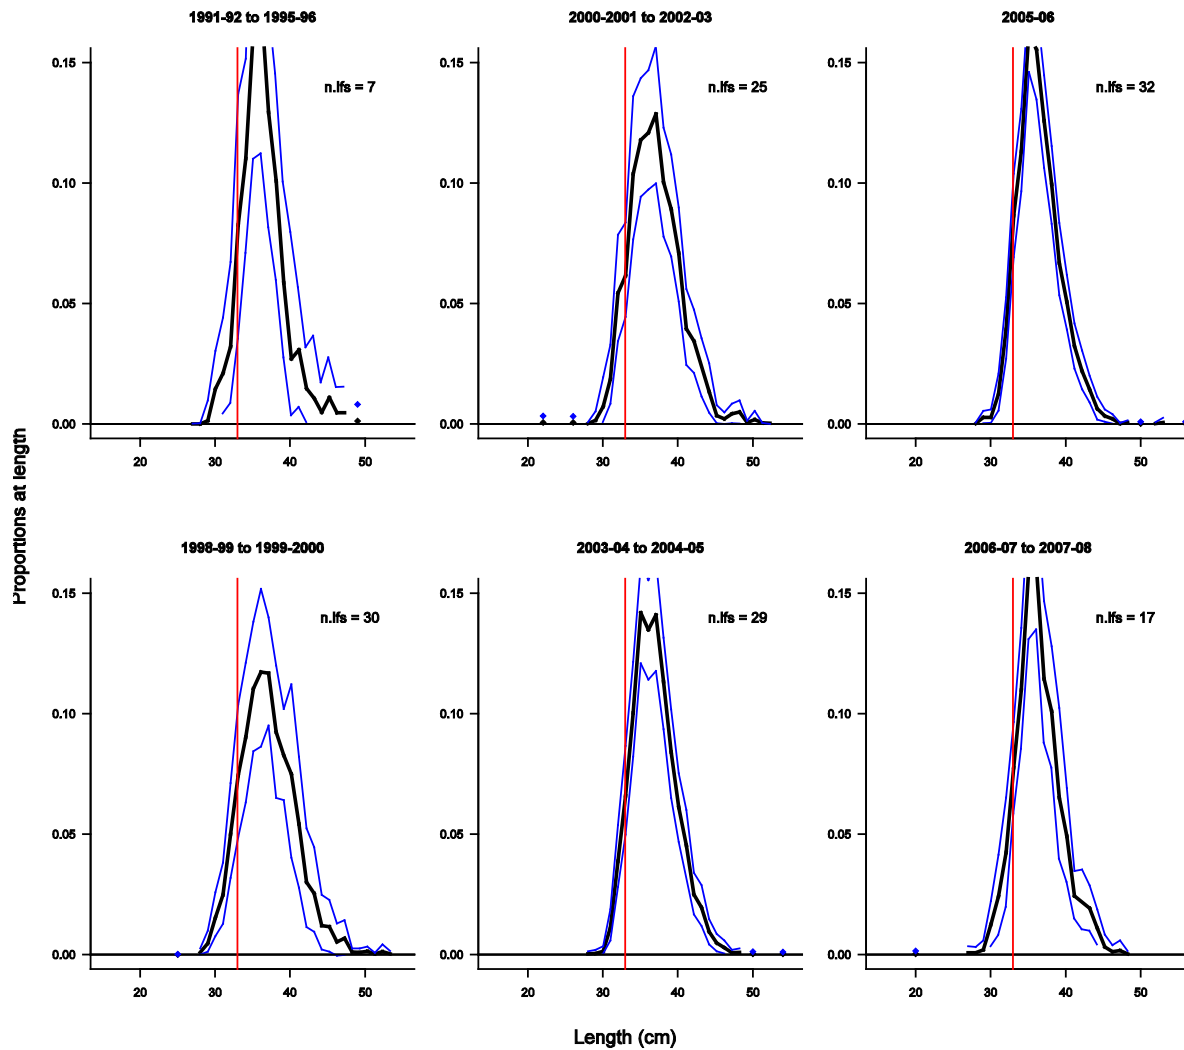 1991-92 to 1995-96
2000-2001 to 2002-03
2005-06
n.lfs = 7
n.lfs = 25
n.lfs = 32
0.15
0.10
0.05
0.00
20 30 40 50
0.15
0.10
0.05
0.00
20 30 40 50
0.15
0.10
0.05
0.00
20 30 40 50
Proportions at length
1998-99 to 1999-2000
2003-04 to 2004-05
2006-07 to 2007-08
n.lfs = 30
n.lfs = 29
n.lfs = 17
0.15
0.10
0.05
0.00
20 30 40 50
0.15
0.10
0.05
0.00
20 30 40 50
0.15
0.10
0.05
0.00
20 30 40 50
Length (cm)